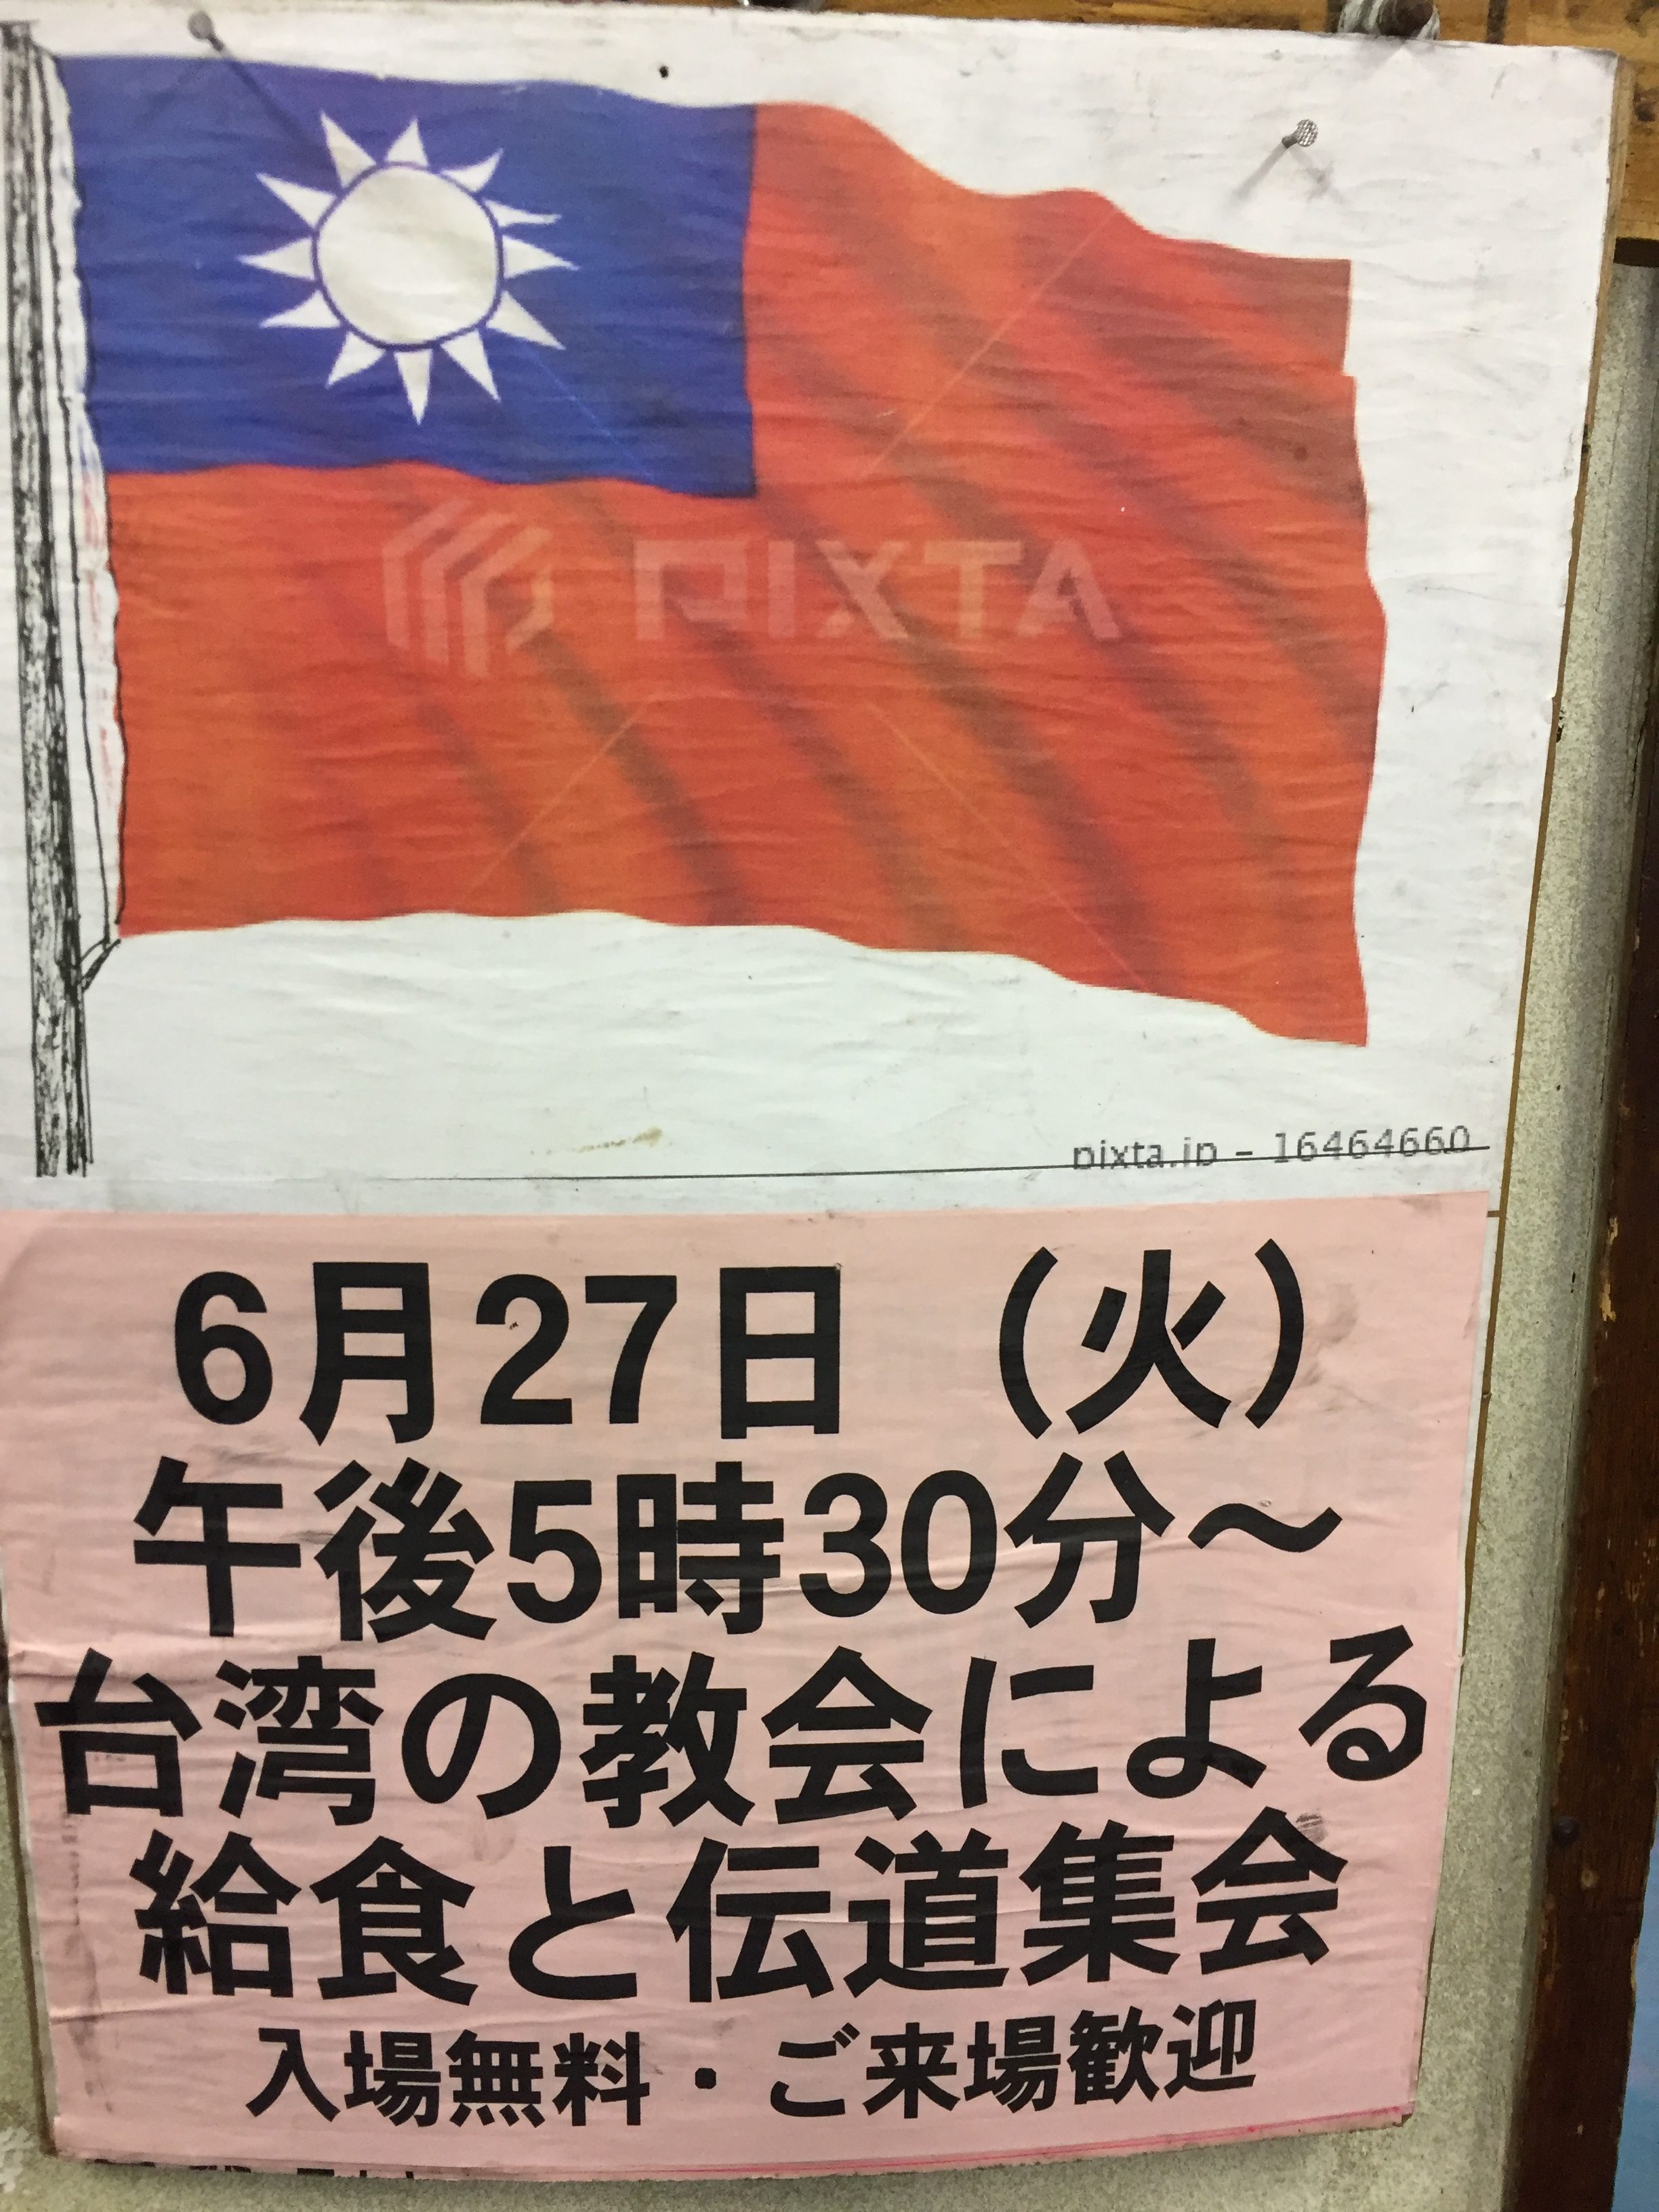 PIXTA
pixta.jp – 16464660
6月27日 （火）
午後5時30分～
台湾の教会による
給食と伝道集会
入場無料・ご来場歓迎